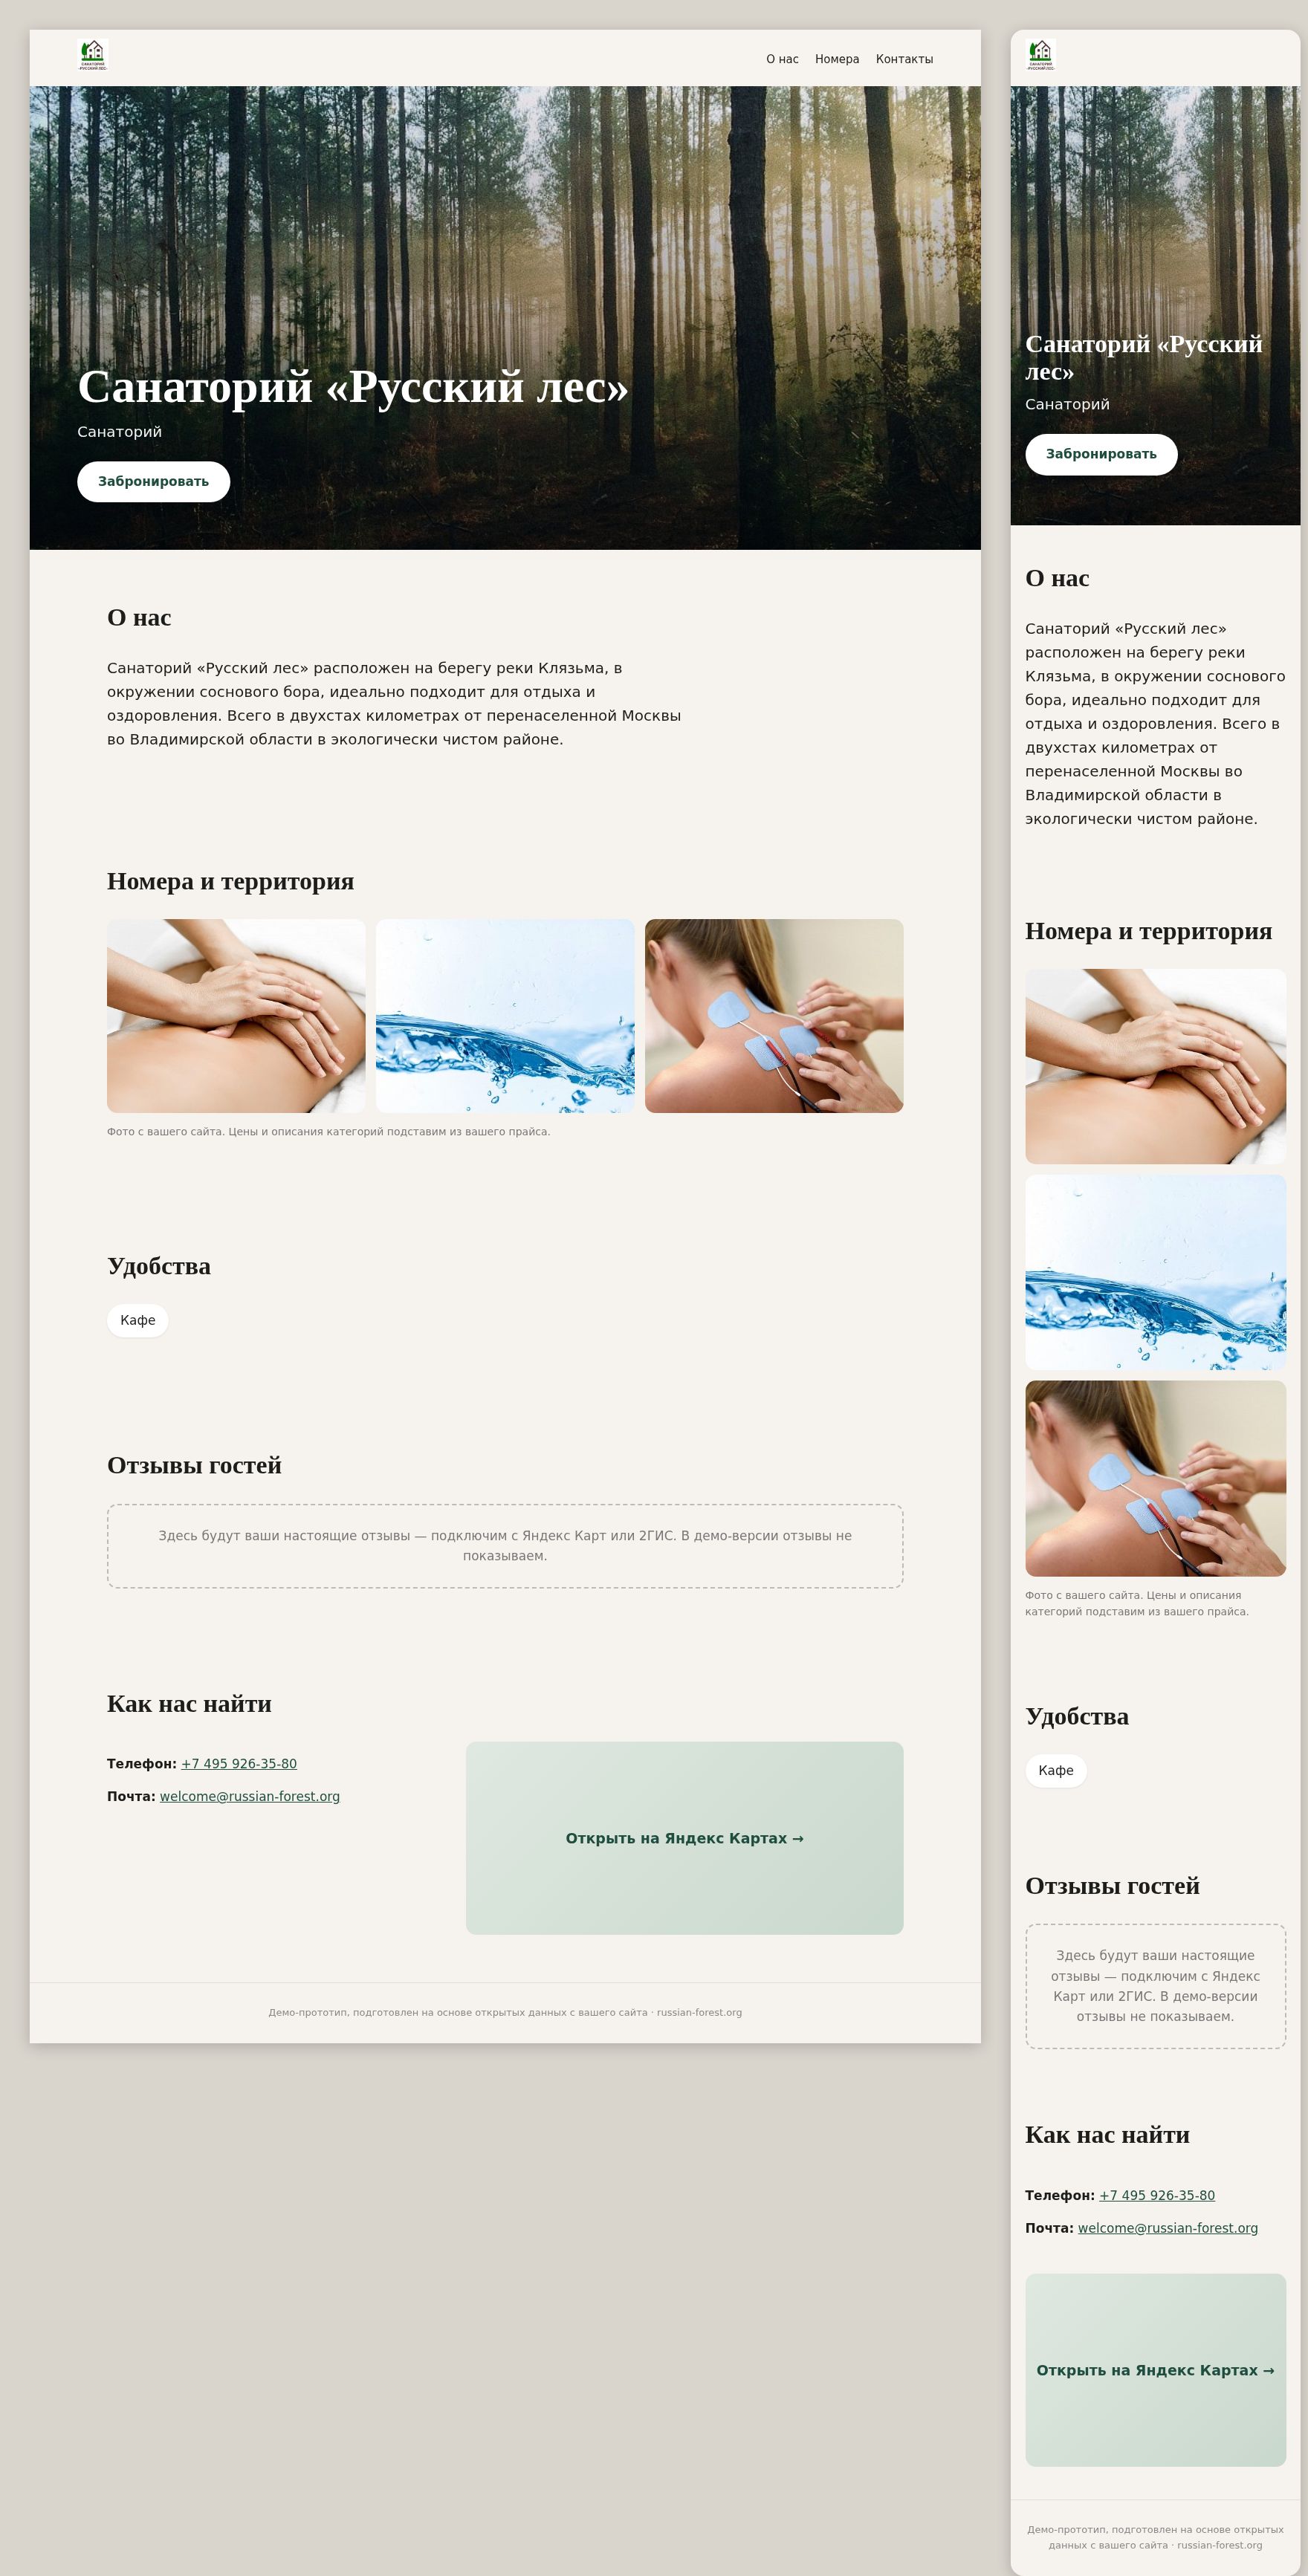 САНАТОРИЙ
«РУССКИЙ ЛЕС»
О нас Номера Контакты
Санаторий «Русский лес»
Санаторий
Забронировать
О нас
Санаторий «Русский лес» расположен на берегу реки Клязьма, в
окружении соснового бора, идеально подходит для отдыха и
оздоровления. Всего в двухстах километрах от перенаселенной Москвы
во Владимирской области в экологически чистом районе.
Номера и территория
Фото с вашего сайта. Цены и описания категорий подставим из вашего прайса.
Удобства
Кафе
Отзывы гостей
Здесь будут ваши настоящие отзывы — подключим с Яндекс Карт или 2ГИС. В демо-версии отзывы не
показываем.
Как нас найти
Телефон: +7 495 926-35-80
Почта: welcome@russian-forest.org
Открыть на Яндекс Картах →
Демо-прототип, подготовлен на основе открытых данных с вашего сайта · russian-forest.org
САНАТОРИЙ
«РУССКИЙ ЛЕС»
Санаторий «Русский
лес»
Санаторий
Забронировать
О нас
Санаторий «Русский лес»
расположен на берегу реки
Клязьма, в окружении соснового
бора, идеально подходит для
отдыха и оздоровления. Всего в
двухстах километрах от
перенаселенной Москвы во
Владимирской области в
экологически чистом районе.
Номера и территория
Фото с вашего сайта. Цены и описания
категорий подставим из вашего прайса.
Удобства
Кафе
Отзывы гостей
Здесь будут ваши настоящие
отзывы — подключим с Яндекс
Карт или 2ГИС. В демо-версии
отзывы не показываем.
Как нас найти
Телефон: +7 495 926-35-80
Почта: welcome@russian-forest.org
Открыть на Яндекс Картах →
Демо-прототип, подготовлен на основе открытых
данных с вашего сайта · russian-forest.org